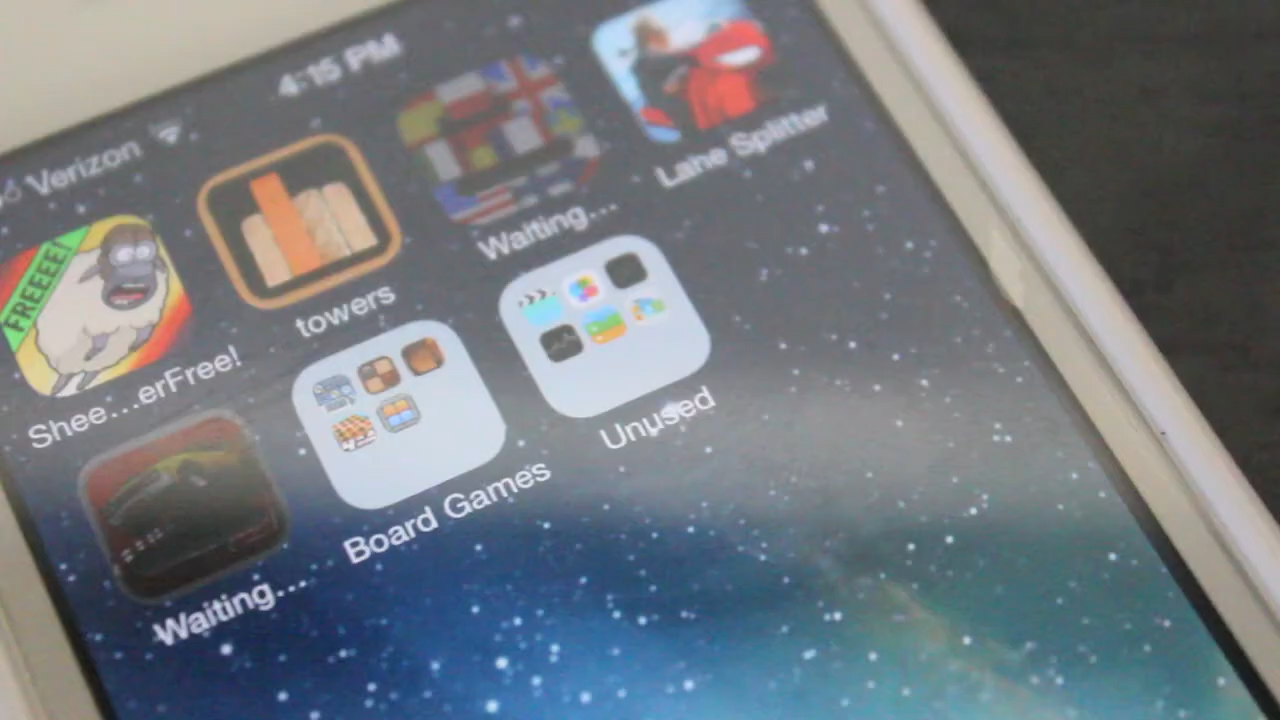 Verizon
4:15 PM
FREEEE!
Shee...erFree!
towers
Waiting...
Lane Splitter
Waiting...
Board Games
Unused